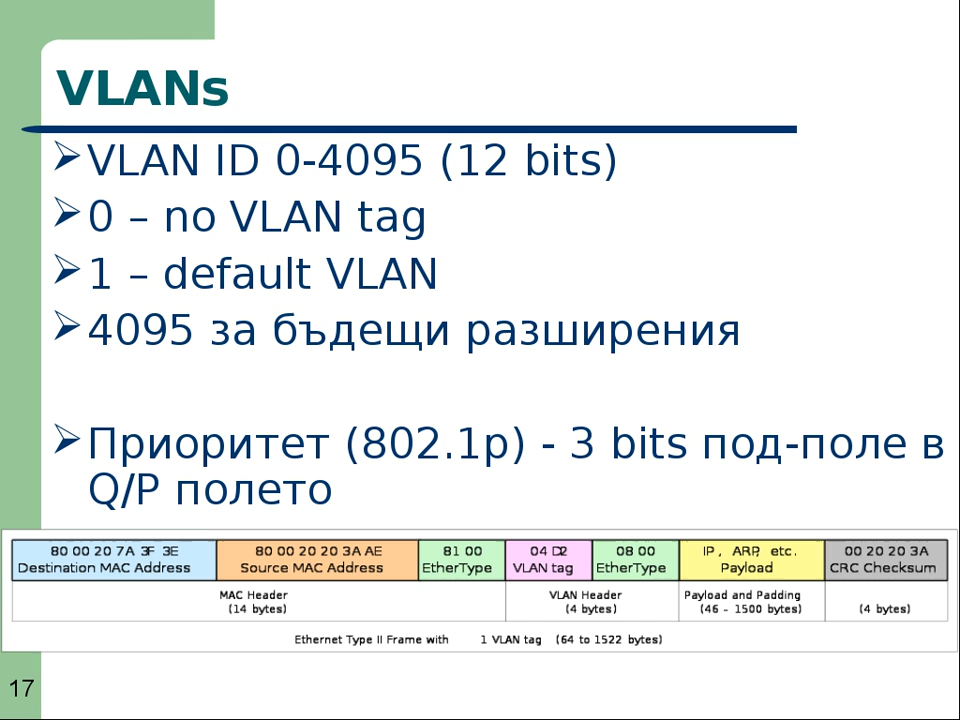 VLANs
VLAN ID 0-4095 (12 bits)
0 – no VLAN tag
1 – default VLAN
4095 за бъдещи разширения
Приоритет (802.1p) - 3 bits под-поле в
Q/P полето
80 00 20 7A 3F 3E 80 00 20 20 3A AE 81 00 04 D2 08 00 IP, ARP, etc. 00 20 20 3A
Destination MAC Address Source MAC Address EtherType VLAN tag EtherType Payload CRC Checksum
MAC Header VLAN Header Payload and Padding
(14 bytes) (4 bytes) (46 – 1500 bytes) (4 bytes)
Ethernet Type II Frame with 1 VLAN tag (64 to 1522 bytes)
17